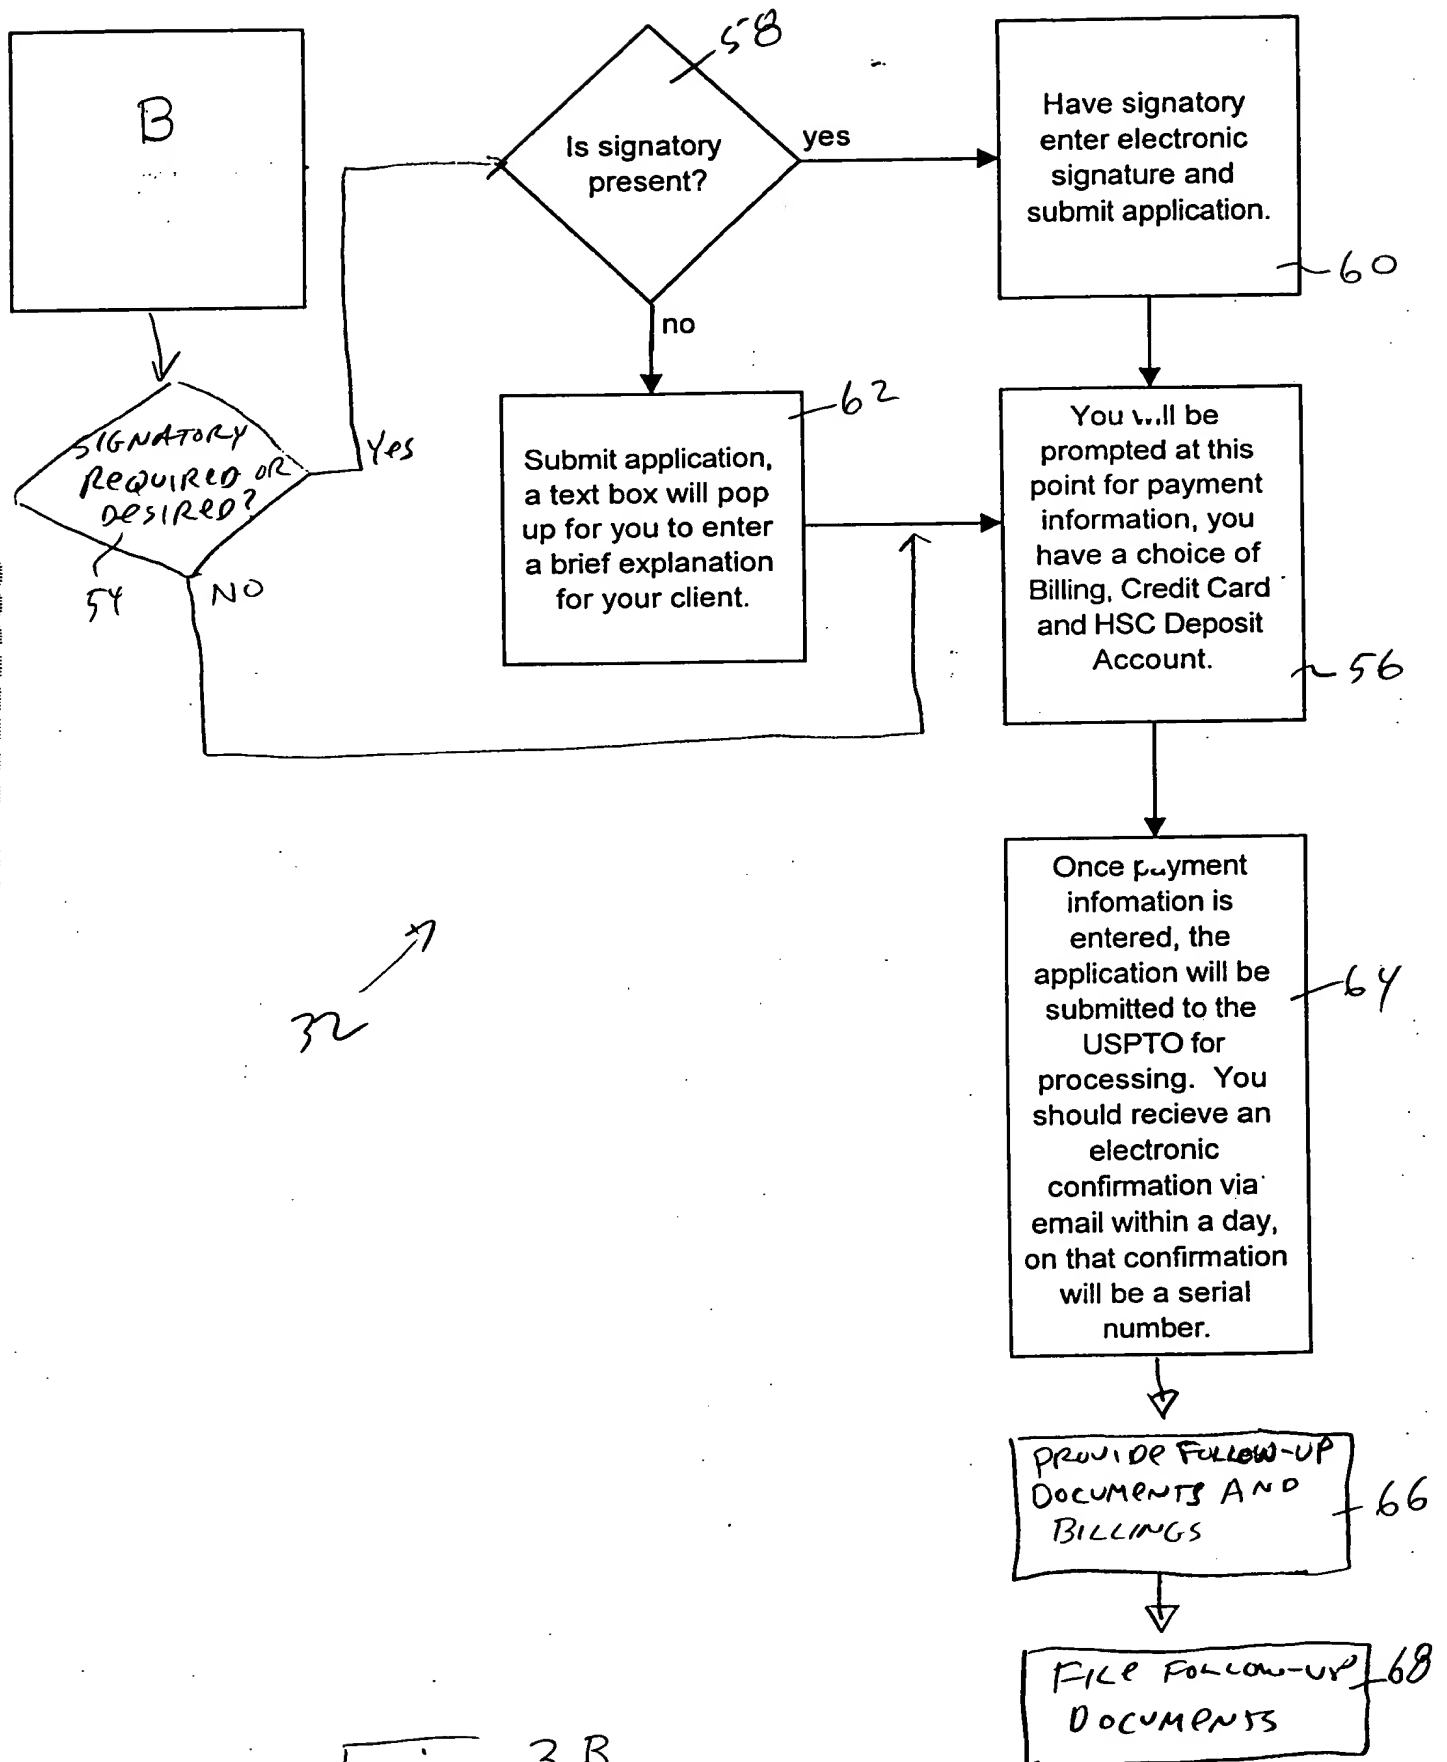 B
58
Is signatory
present?
yes
no
Have signatory
enter electronic
signature and
submit application.
60
SIGNATORY
REQUIRED OR
DESIRED?
Yes
54
NO
62
Submit application,
a text box will pop
up for you to enter
a brief explanation
for your client.
You will be
prompted at this
point for payment
information, you
have a choice of
Billing, Credit Card
and HSC Deposit
Account.
56
Once payment
infomation is
entered, the
application will be
submitted to the
USPTO for
processing. You
should recieve an
electronic
confirmation via
email within a day,
on that confirmation
will be a serial
number.
64
32
PROVIDE FOLLOW-UP
DOCUMENTS AND
BILLINGS
66
FILE FOLLOW-UP
DOCUMENTS
68
3B